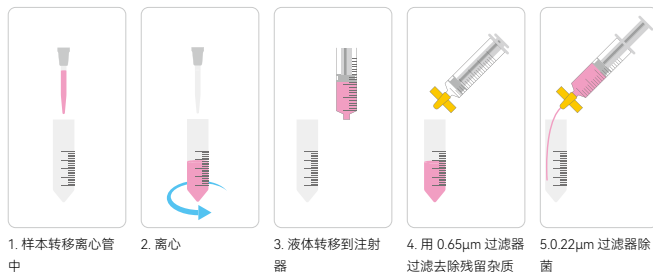 1. 样本转移离心管
中
2. 离心
3. 液体转移到注射
器
4. 用 0.65μm 过滤器
过滤去除残留杂质
5.0.22μm 过滤器除
菌